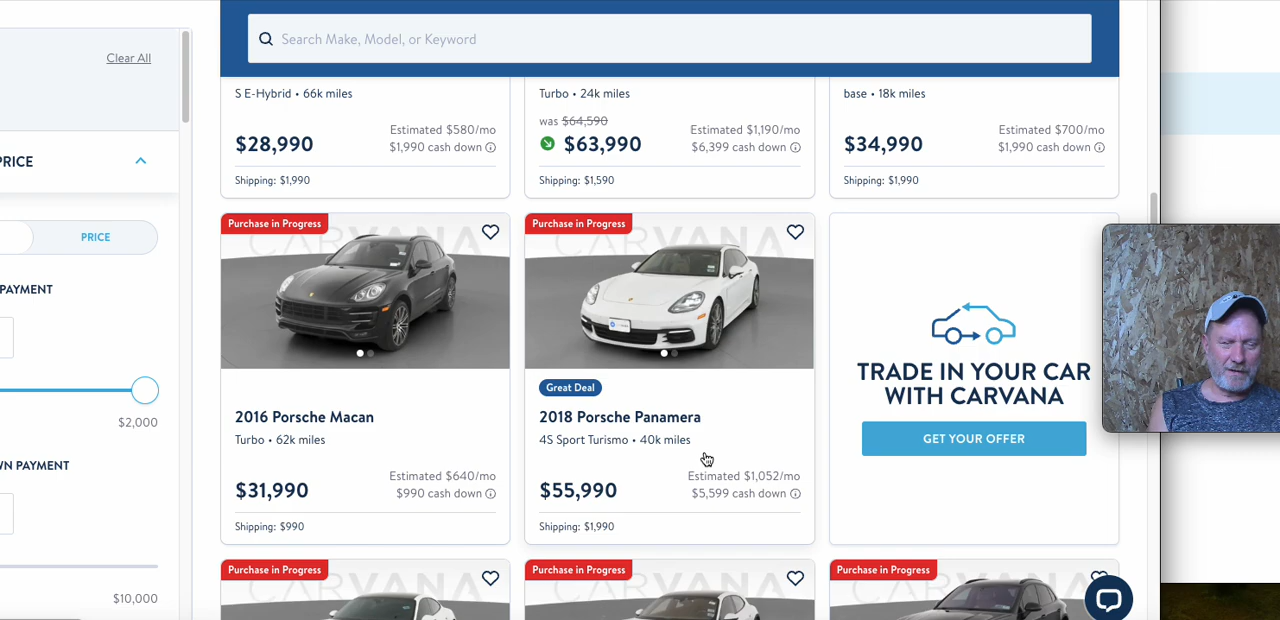 Clear All
PRICE
PRICE
PAYMENT
$2,000
WN PAYMENT
$10,000
Search Make, Model, or Keyword
S E-Hybrid • 66k miles
$28,990
Estimated $580/mo
$1,990 cash down
Shipping: $1,990
Turbo • 24k miles
was $64,590
$63,990
Estimated $1,190/mo
$6,399 cash down
Shipping: $1,590
base • 18k miles
$34,990
Estimated $700/mo
$1,990 cash down
Shipping: $1,990
Purchase in Progress
CARVANA
2016 Porsche Macan
Turbo • 62k miles
$31,990
Estimated $640/mo
$990 cash down
Shipping: $990
Purchase in Progress
CARVANA
Great Deal
2018 Porsche Panamera
4S Sport Turismo • 40k miles
$55,990
Estimated $1,052/mo
$5,599 cash down
Shipping: $1,990
TRADE IN YOUR CAR
WITH CARVANA
GET YOUR OFFER
Purchase in Progress
CARVANA
Purchase in Progress
CARVANA
Purchase in Progress
CARVANA